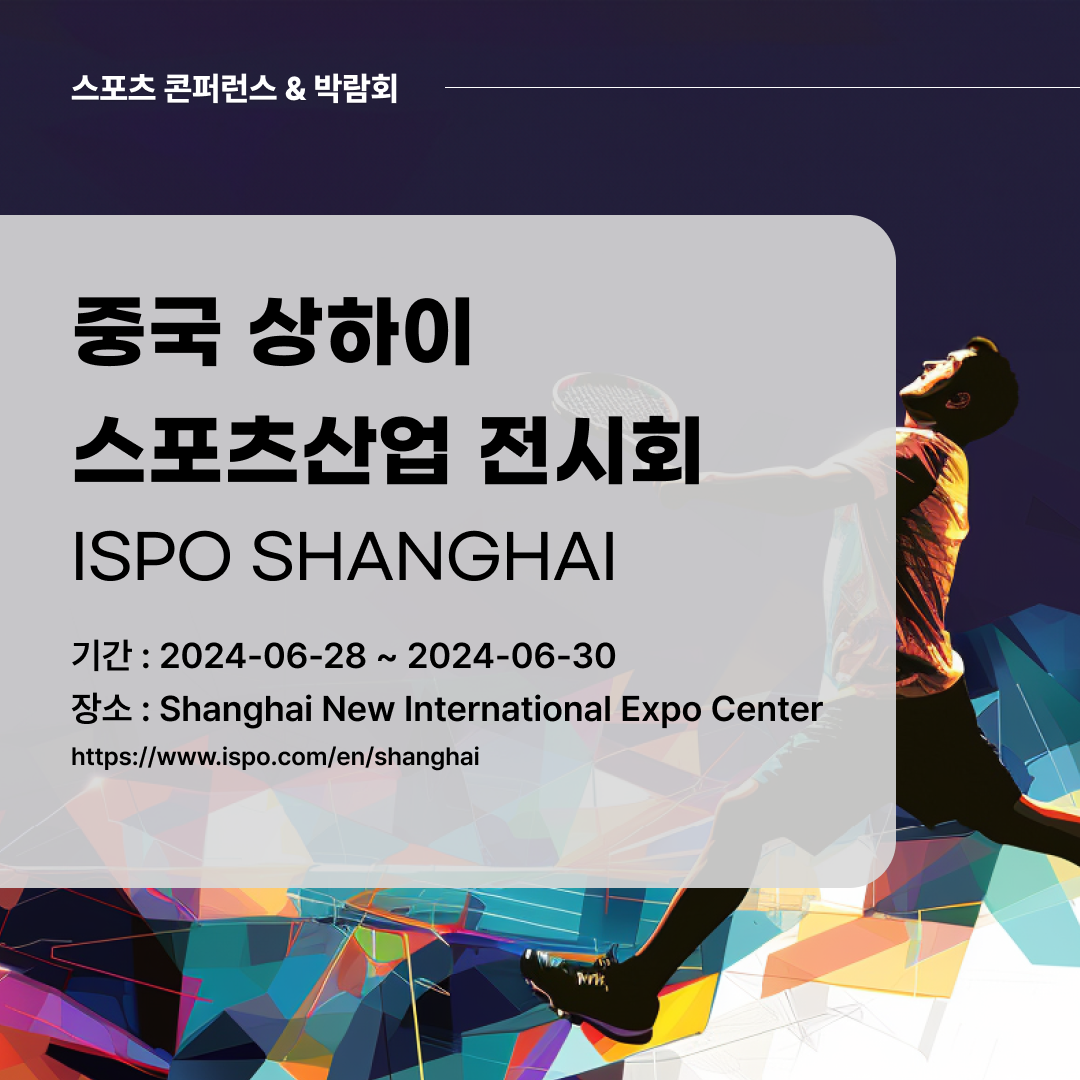 스포츠 콘퍼런스 & 박람회
중국 상하이
스포츠산업 전시회
ISPO SHANGHAI
기간 : 2024-06-28 ~ 2024-06-30
장소 : Shanghai New International Expo Center
https://www.ispo.com/en/shanghai